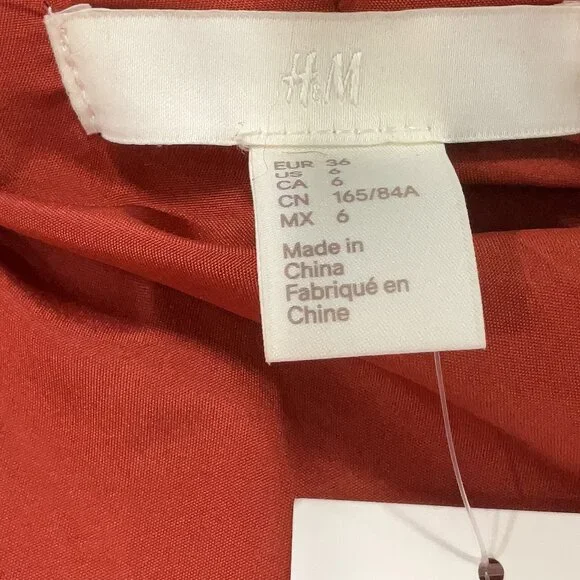 H&M
EUR 36
US 6
CA 6
CN 165/84A
MX 6
Made in
China
Fabriqué en
Chine